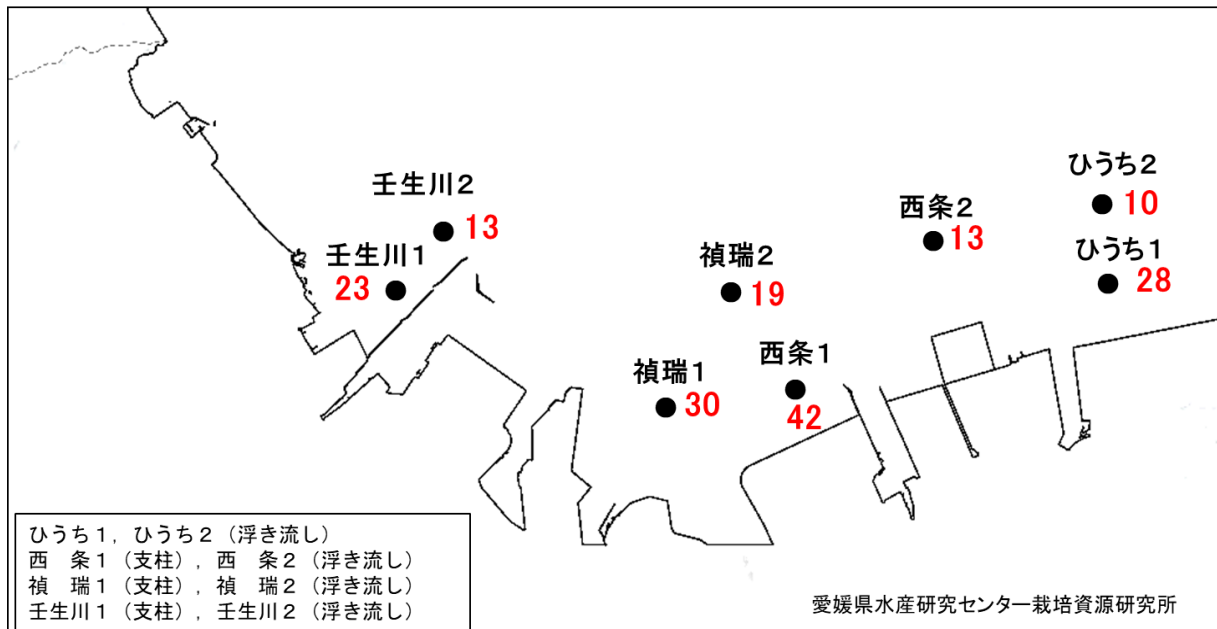 ひうち２
10
壬生川２
13
西条２
13
壬生川１
23
禎瑞２
19
ひうち１
28
西条１
42
禎瑞１
30
ひうち１，ひうち２（浮き流し）
西　条１（支柱），西　条２（浮き流し）
禎　瑞１（支柱），禎　瑞２（浮き流し）
壬生川１（支柱），壬生川２（浮き流し）
愛媛県水産研究センター栽培資源研究所